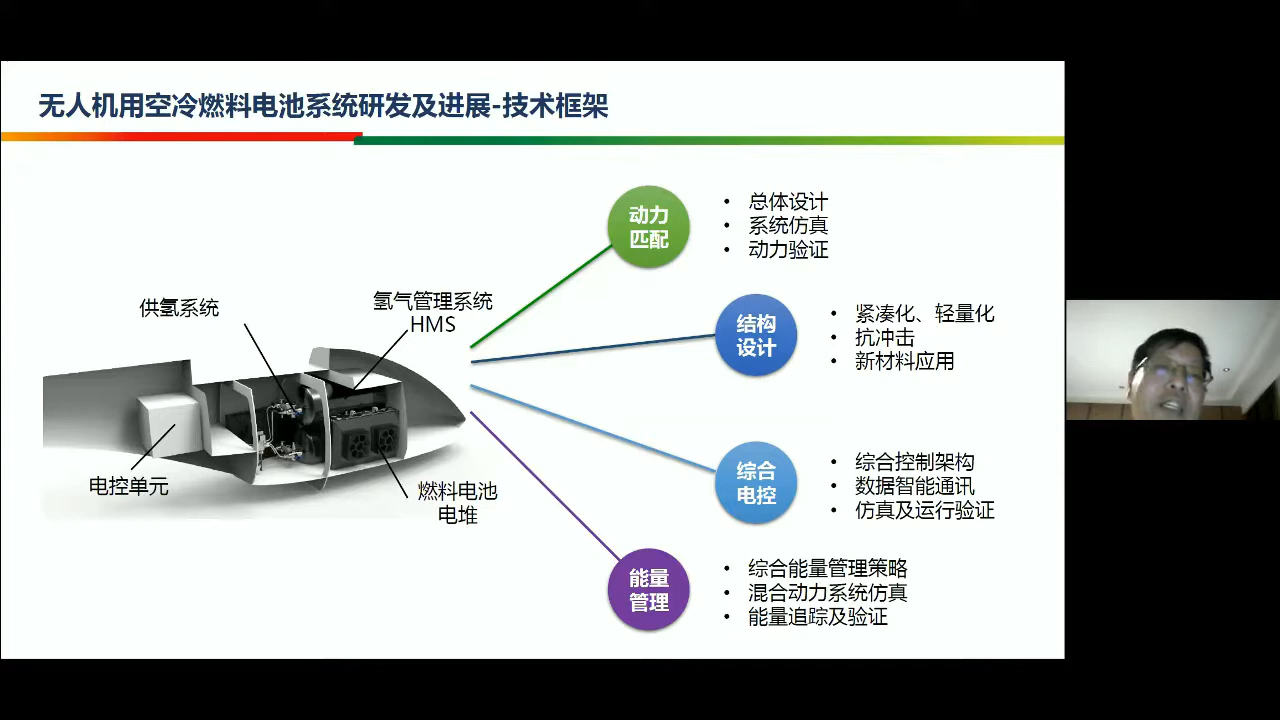 无人机用空冷燃料电池系统研发及进展-技术框架
动力
匹配
• 总体设计
• 系统仿真
• 动力验证
供氢系统
氢气管理系统
HMS
结构
设计
• 紧凑化、轻量化
• 抗冲击
• 新材料应用
电控单元
燃料电池
电堆
综合
电控
• 综合控制架构
• 数据智能通讯
• 仿真及运行验证
能量
管理
• 综合能量管理策略
• 混合动力系统仿真
• 能量追踪及验证